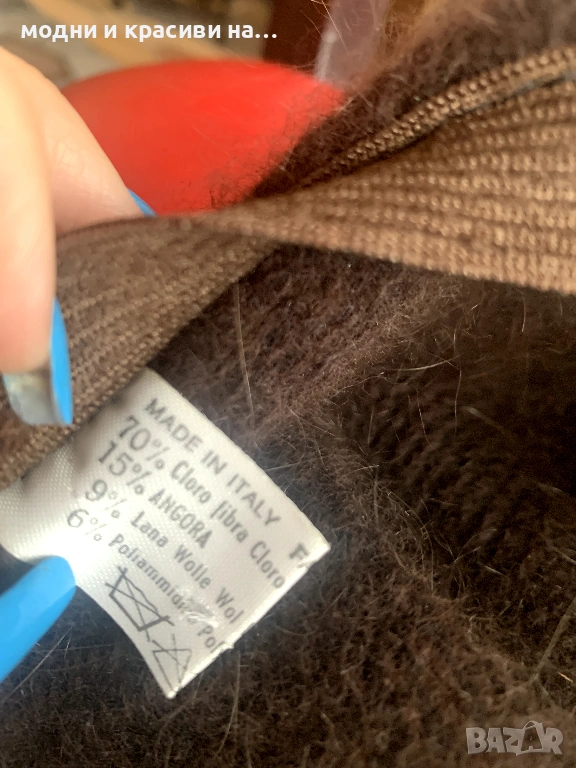 модни и красиви на...
MADE IN ITALY
70% Cloro fibra Cloro
15% ANGORA
9% Lana Wolle Wol
6% Poliammide Pol
BAZAR